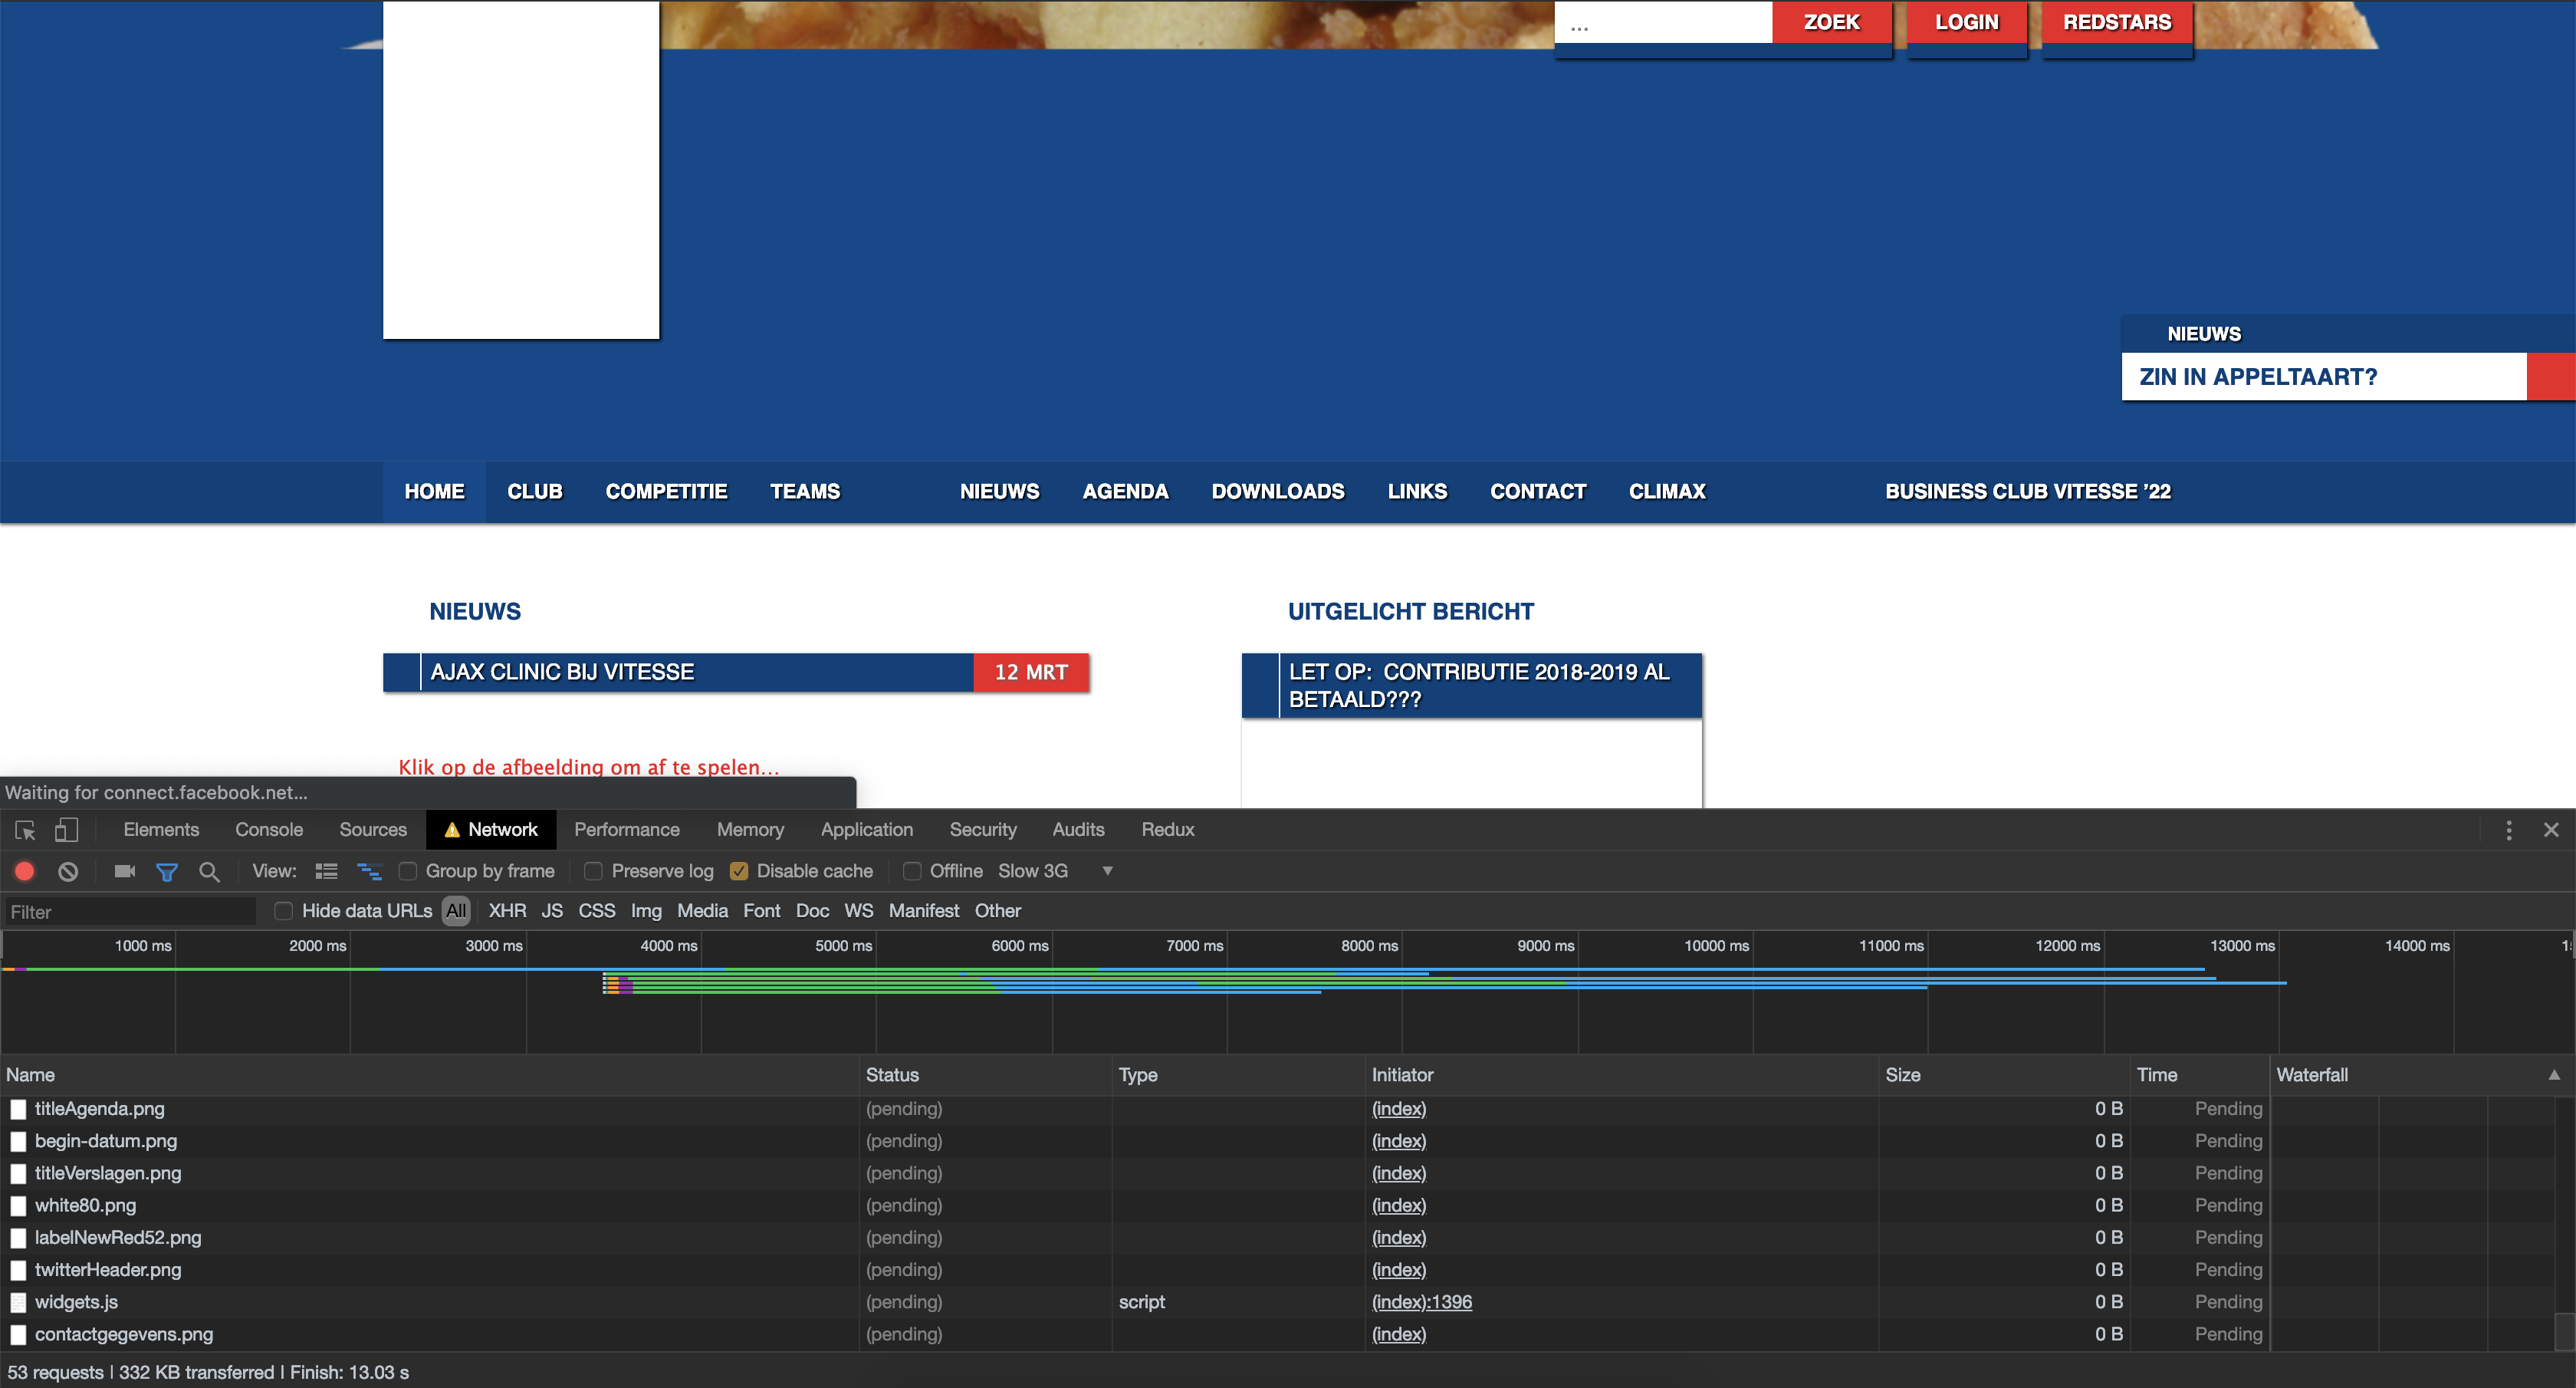 ... ZOEK LOGIN REDSTARS
NIEUWS
ZIN IN APPELTAART?
HOME CLUB COMPETITIE TEAMS NIEUWS AGENDA DOWNLOADS LINKS CONTACT CLIMAX BUSINESS CLUB VITESSE ’22
NIEUWS
AJAX CLINIC BIJ VITESSE 12 MRT
Klik op de afbeelding om af te spelen...
UITGELICHT BERICHT
LET OP: CONTRIBUTIE 2018-2019 AL
BETAALD???
Waiting for connect.facebook.net...
Elements Console Sources Network Performance Memory Application Security Audits Redux
View: Group by frame Preserve log Disable cache Offline Slow 3G
Filter Hide data URLs All XHR JS CSS Img Media Font Doc WS Manifest Other
1000 ms 2000 ms 3000 ms 4000 ms 5000 ms 6000 ms 7000 ms 8000 ms 9000 ms 10000 ms 11000 ms 12000 ms 13000 ms 14000 ms
Name Status Type Initiator Size Time Waterfall
titleAgenda.png (pending) (index) 0 B Pending
begin-datum.png (pending) (index) 0 B Pending
titleVerslagen.png (pending) (index) 0 B Pending
white80.png (pending) (index) 0 B Pending
labelNewRed52.png (pending) (index) 0 B Pending
twitterHeader.png (pending) (index) 0 B Pending
widgets.js (pending) script (index):1396 0 B Pending
contactgegevens.png (pending) (index) 0 B Pending
53 requests | 332 KB transferred | Finish: 13.03 s